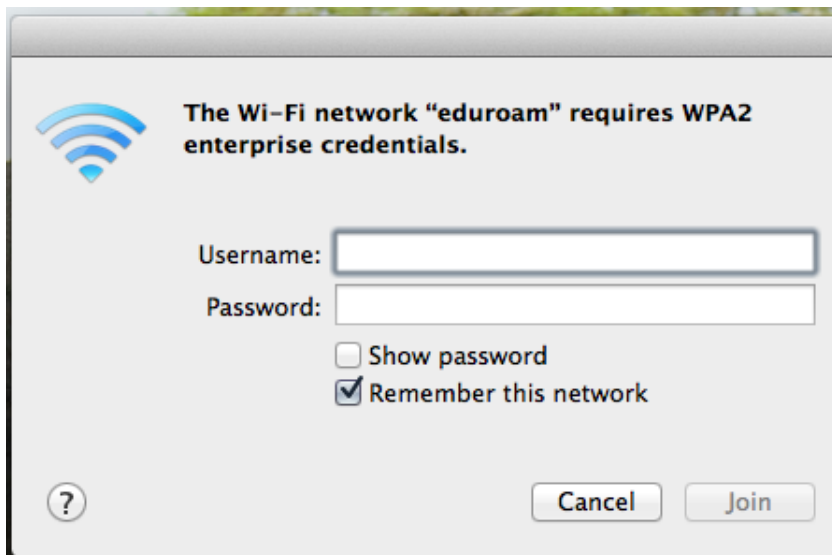 The Wi-Fi network “eduroam” requires WPA2
enterprise credentials.
Username:
Password:
Show password
Remember this network
? Cancel Join